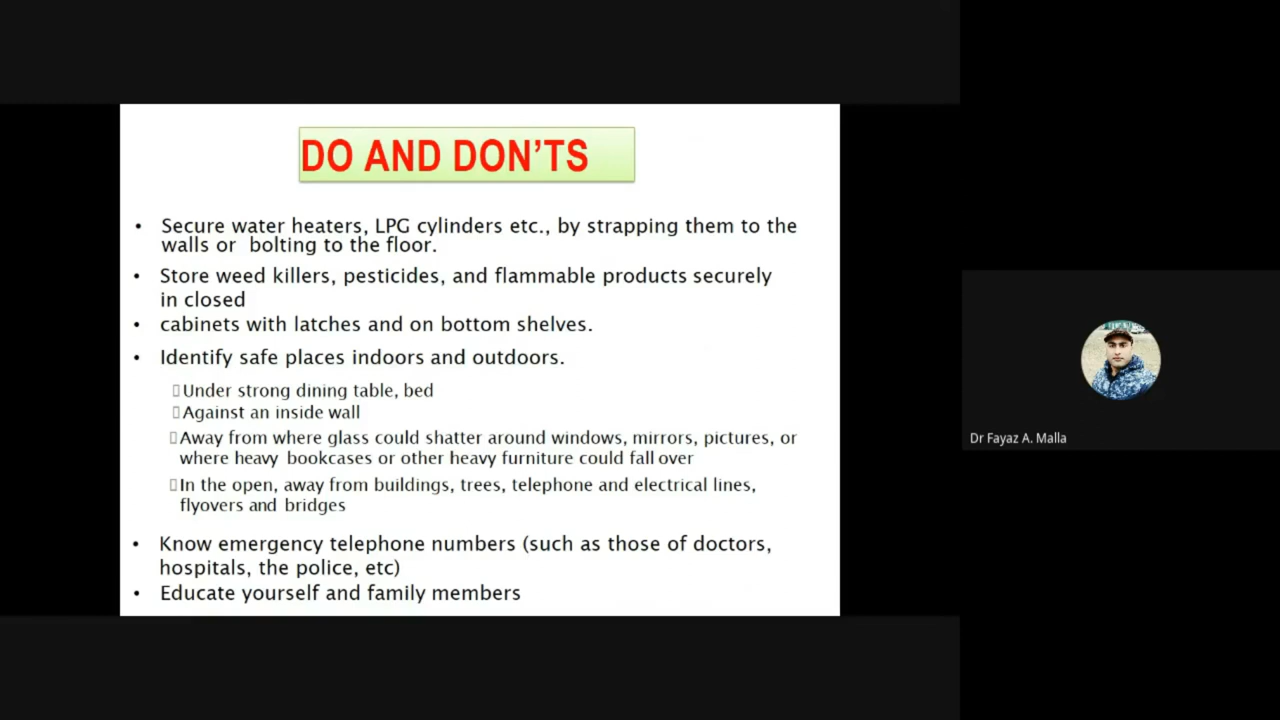 DO AND DON'TS
• Secure water heaters, LPG cylinders etc., by strapping them to the
walls or bolting to the floor.
• Store weed killers, pesticides, and flammable products securely
in closed
• cabinets with latches and on bottom shelves.
• Identify safe places indoors and outdoors.
Under strong dining table, bed
Against an inside wall
Away from where glass could shatter around windows, mirrors, pictures, or
where heavy bookcases or other heavy furniture could fall over
In the open, away from buildings, trees, telephone and electrical lines,
flyovers and bridges
• Know emergency telephone numbers (such as those of doctors,
hospitals, the police, etc)
• Educate yourself and family members
Dr Fayaz A. Malla